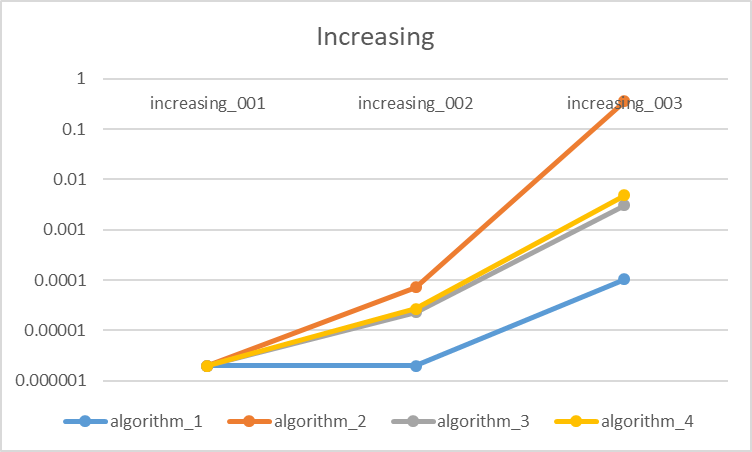 Increasing
1
increasing_001 increasing_002 increasing_003
0.1
0.01
0.001
0.0001
0.00001
0.000001
algorithm_1 algorithm_2 algorithm_3 algorithm_4